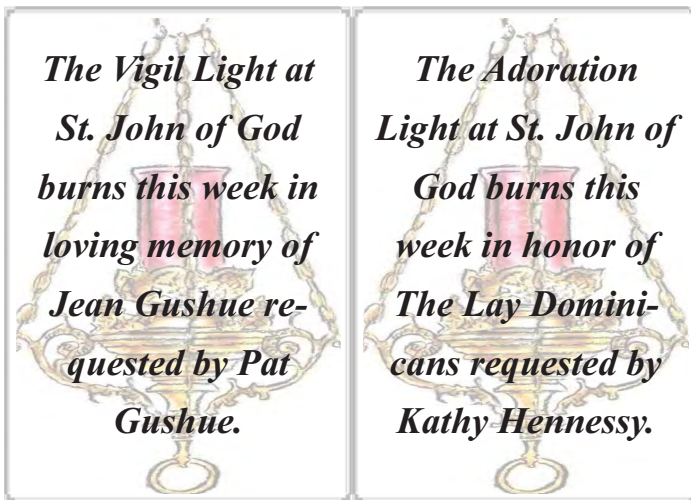 The Vigil Light at
St. John of God
burns this week in
loving memory of
Jean Gushue re-
quested by Pat
Gushue.
The Adoration
Light at St. John of
God burns this
week in honor of
The Lay Domini-
cans requested by
Kathy Hennessy.